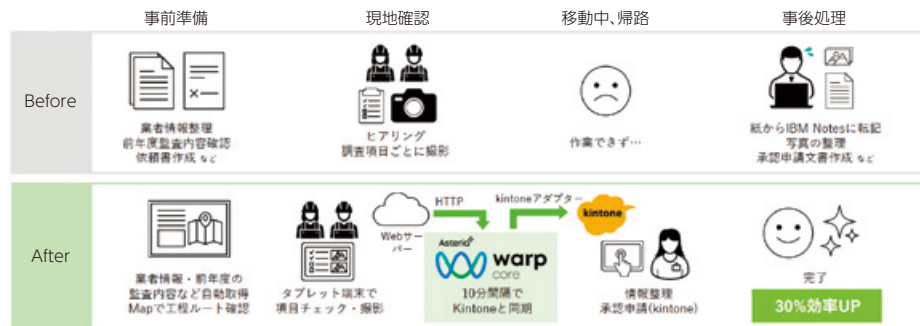 事前準備
現地確認
移動中、帰路
事後処理
Before
業者情報整理
前年度監査内容確認
依頼書作成 など
ヒアリング
調査項目ごとに撮影
作業できず…
紙からIBM Notesに転記
写真の整理
承認申請文書作成 など
After
業者情報・前年度の
監査内容など自動取得
Mapで工程ルート確認
タブレット端末で
項目チェック・撮影
Webサー
バー
HTTP
kintoneアダプター
kintone
Asteria
warp
core
10分間隔で
Kintoneと同期
情報整理
承認申請(kintone)
完了
30%効率UP